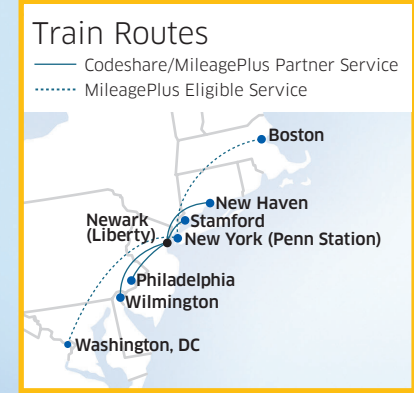 Train Routes
Codeshare/MileagePlus Partner Service
MileagePlus Eligible Service
Boston
New Haven
Newark
(Liberty)
Stamford
New York (Penn Station)
Philadelphia
Wilmington
Washington, DC